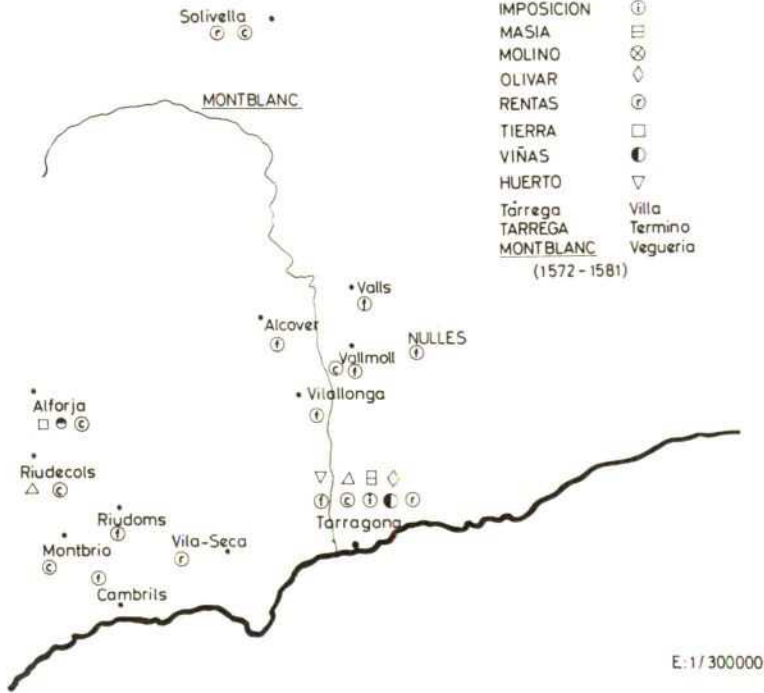 IMPOSICION ⓘ
MASIA
MOLINO
OLIVAR
RENTAS ⓡ
TIERRA
VIÑAS
HUERTO
Tárrega Villa
TARREGA Termino
MONTBLANC Vegueria
(1572-1581)
Solivella
ⓡ ⓒ
MONTBLANC
Valls
ⓕ
Alcover
ⓕ
NULLES
ⓕ
Vallmoll
ⓒ ⓕ
Vilallonga
ⓕ
Alforja
ⓒ
Riudecols
ⓒ
Riudoms
ⓕ
Montbrio
ⓒ
Vila-Seca
ⓡ
ⓕ
Cambrils
ⓕ ⓒ ⓘ ⓡ
Tarragona
E:1/300000